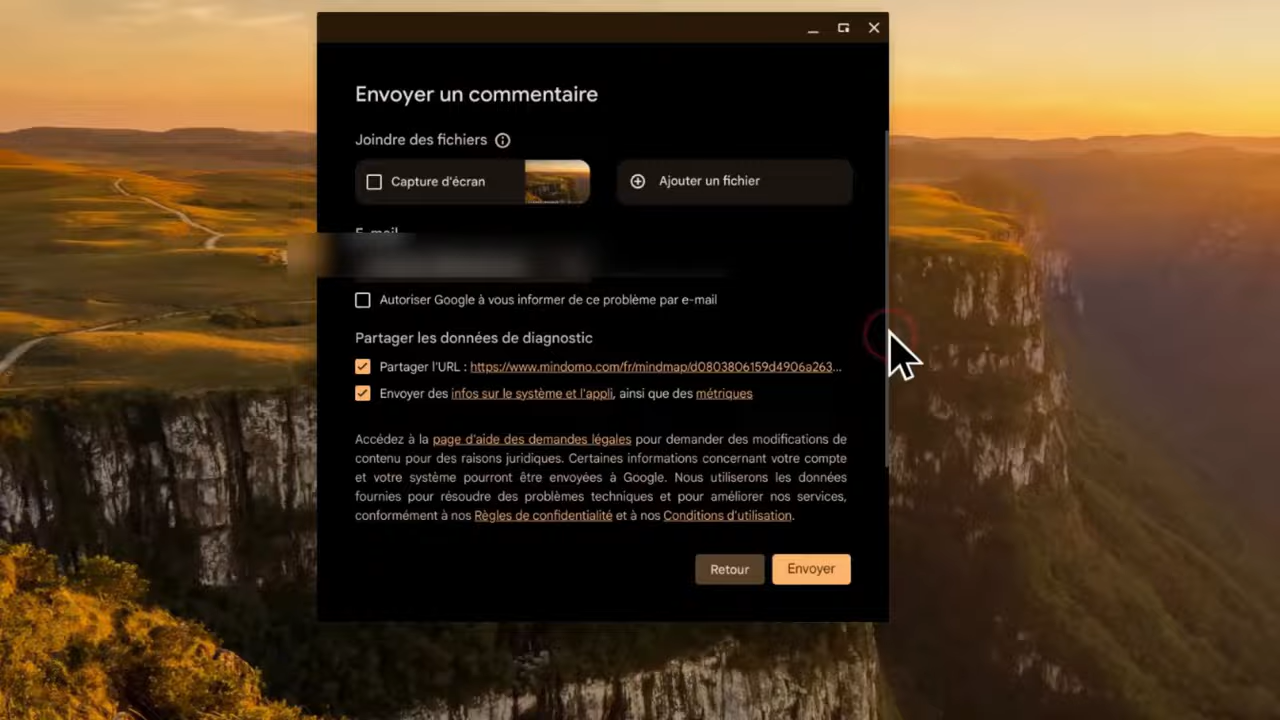 Envoyer un commentaire
Joindre des fichiers
Capture d'écran
Ajouter un fichier
E-mail
Autoriser Google à vous informer de ce problème par e-mail
Partager les données de diagnostic
Partager l'URL : https://www.mindomo.com/fr/mindmap/d0803806159d4906a263...
Envoyer des infos sur le système et l'appli, ainsi que des métriques
Accédez à la page d'aide des demandes légales pour demander des modifications de
contenu pour des raisons juridiques. Certaines informations concernant votre compte
et votre système pourront être envoyées à Google. Nous utiliserons les données
fournies pour résoudre des problèmes techniques et pour améliorer nos services,
conformément à nos Règles de confidentialité et à nos Conditions d'utilisation.
Retour
Envoyer